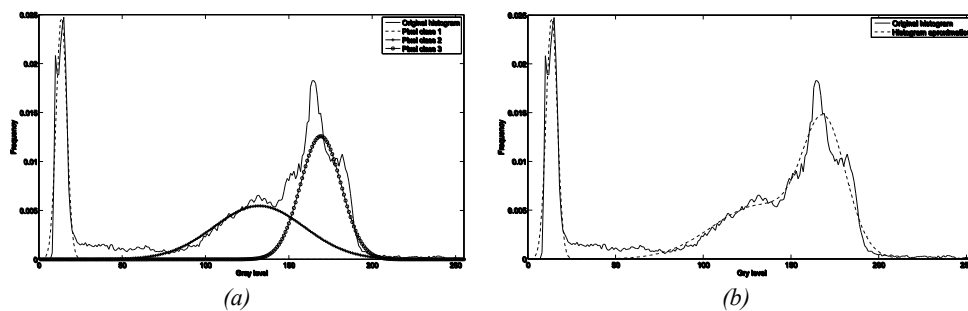 0.025
0.02
0.015
0.01
0.005
0
Frequency
Original histogram
Pixel class 1
Pixel class 2
Pixel class 3
0 50 100 150 200 250
Gray level
(a)
0.025
0.02
0.015
0.01
0.005
0
Frequency
Original histogram
Histogram aproximation
0 50 100 150 200 250
Gry level
(b)